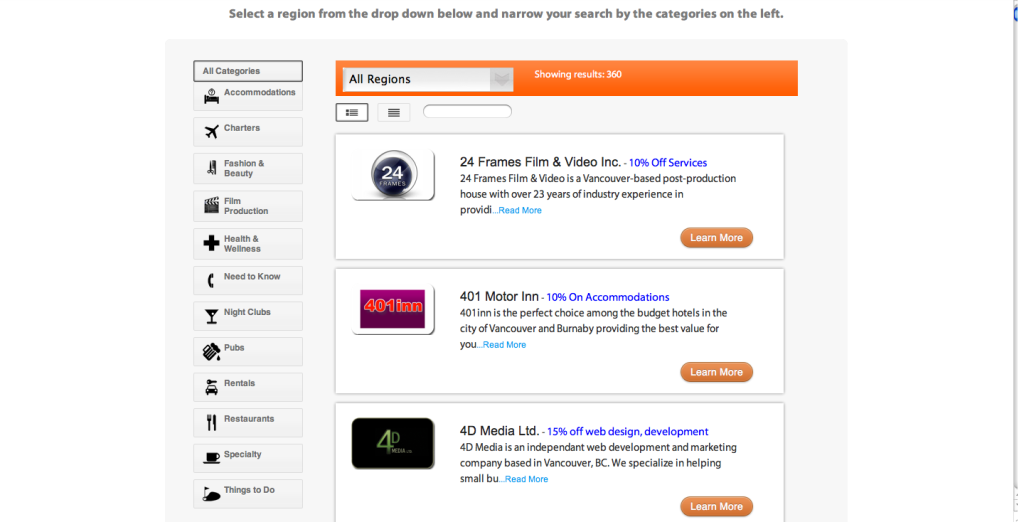 Select a region from the drop down below and narrow your search by the categories on the left.
All Categories
Accommodations
Charters
Fashion &
Beauty
Film
Production
Health &
Wellness
Need to Know
Night Clubs
Pubs
Rentals
Restaurants
Specialty
Things to Do
All Regions
Showing results: 360
24
FRAMES
24 Frames Film & Video Inc. - 10% Off Services
24 Frames Film & Video is a Vancouver-based post-production
house with over 23 years of industry experience in
providi...Read More
Learn More
401inn
401 Motor Inn - 10% On Accommodations
401inn is the perfect choice among the budget hotels in the
city of Vancouver and Burnaby providing the best value for
you...Read More
Learn More
4D
MEDIA LTD.
4D Media Ltd. - 15% off web design, development
4D Media is an independant web development and marketing
company based in Vancouver, BC. We specialize in helping
small bu...Read More
Learn More